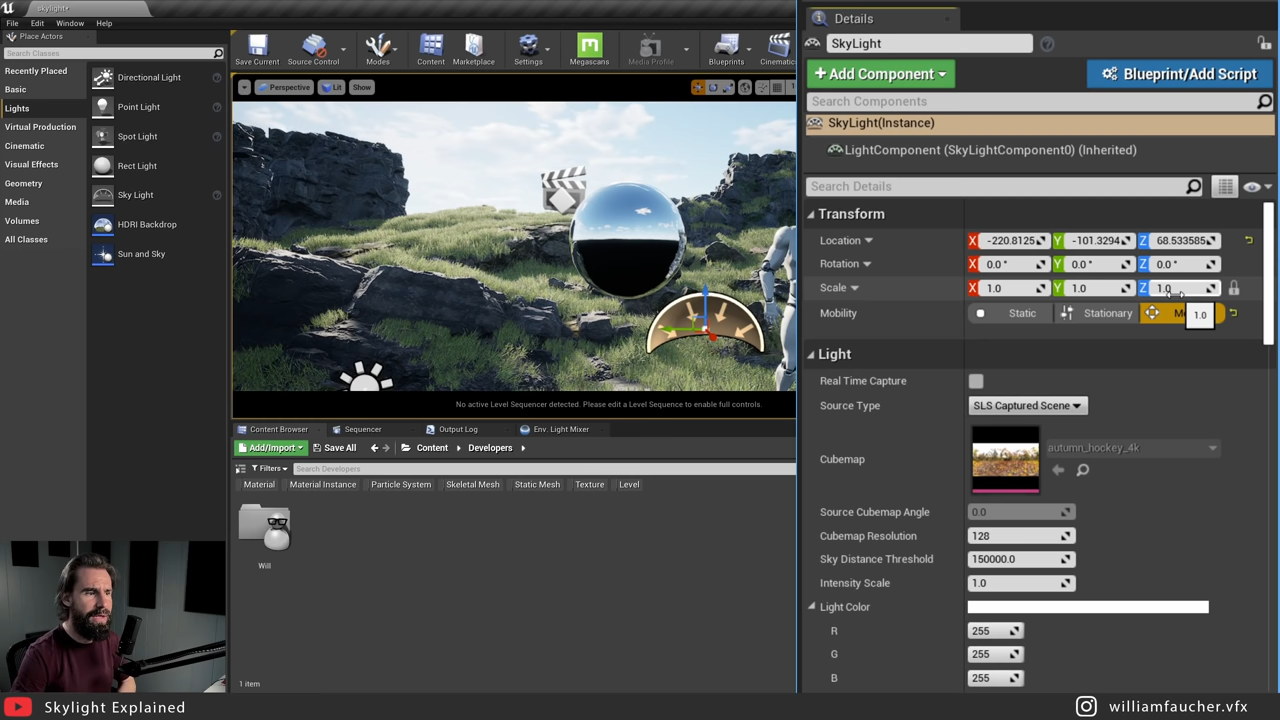 skylight*
File Edit Window Help
Place Actors
Search Classes
Recently Placed
Basic
Lights
Virtual Production
Cinematic
Visual Effects
Geometry
Media
Volumes
All Classes
Directional Light
Point Light
Spot Light
Rect Light
Sky Light
HDRI Backdrop
Sun and Sky
Save Current
Source Control
Modes
Content
Marketplace
Settings
Megascans
Media Profile
Blueprints
Perspective
Lit
Show
No active Level Sequencer detected. Please edit a Level Sequence to enable full controls.
Content Browser
Sequencer
Output Log
Env. Light Mixer
Add/Import
Save All
Content
Developers
Filters
Search Developers
Material
Material Instance
Particle System
Skeletal Mesh
Static Mesh
Texture
Level
Will
1 item
Details
SkyLight
+Add Component
Blueprint/Add Script
Search Components
SkyLight(Instance)
LightComponent (SkyLightComponent0) (Inherited)
Search Details
Transform
Location X -220.8125 Y -101.3294 Z 68.533585
Rotation X 0.0 ° Y 0.0 ° Z 0.0 °
Scale X 1.0 Y 1.0 Z 1.0
Mobility Static Stationary
1.0
Light
Real Time Capture
Source Type SLS Captured Scene
Cubemap autumn_hockey_4k
Source Cubemap Angle 0.0
Cubemap Resolution 128
Sky Distance Threshold 150000.0
Intensity Scale 1.0
Light Color
R 255
G 255
B 255
Skylight Explained
williamfaucher.vfx